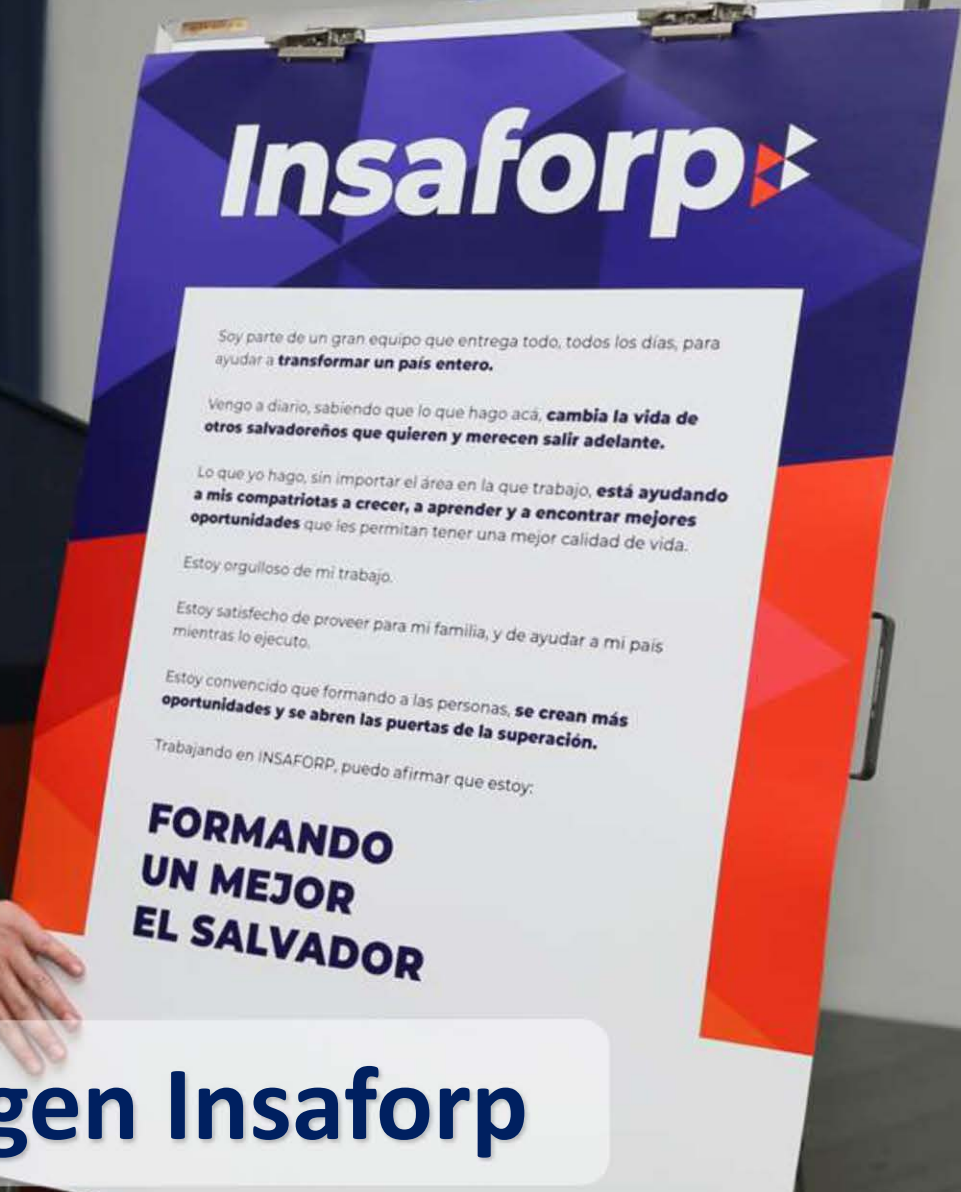 Insaforp
Soy parte de un gran equipo que entrega todo, todos los días, para
ayudar a transformar un país entero.
Vengo a diario, sabiendo que lo que hago acá, cambia la vida de
otros salvadoreños que quieren y merecen salir adelante.
Lo que yo hago, sin importar el área en la que trabajo, está ayudando
a mis compatriotas a crecer, a aprender y a encontrar mejores
oportunidades que les permitan tener una mejor calidad de vida.
Estoy orgulloso de mi trabajo.
Estoy satisfecho de proveer para mi familia, y de ayudar a mi país
mientras lo ejecuto.
Estoy convencido que formando a las personas, se crean más
oportunidades y se abren las puertas de la superación.
Trabajando en INSAFORP, puedo afirmar que estoy:
FORMANDO
UN MEJOR
EL SALVADOR
gen Insaforp